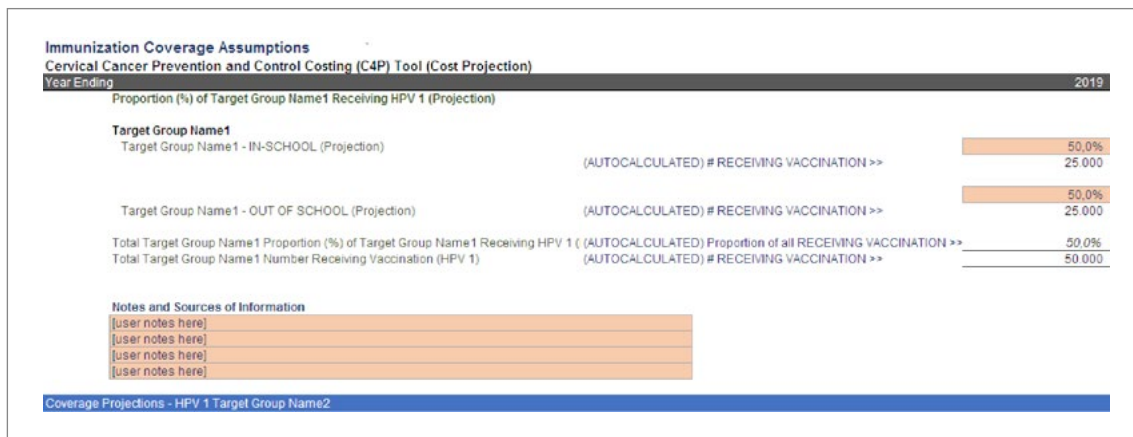 Immunization Coverage Assumptions
Cervical Cancer Prevention and Control Costing (C4P) Tool (Cost Projection)
Year Ending 2019
Proportion (%) of Target Group Name1 Receiving HPV 1 (Projection)
Target Group Name1
Target Group Name1 - IN-SCHOOL (Projection) 50,0%
(AUTOCALCULATED) # RECEIVING VACCINATION >> 25.000
50,0%
Target Group Name1 - OUT OF SCHOOL (Projection) (AUTOCALCULATED) # RECEIVING VACCINATION >> 25.000
Total Target Group Name1 Proportion (%) of Target Group Name1 Receiving HPV 1 ( (AUTOCALCULATED) Proportion of all RECEIVING VACCINATION >> 50,0%
Total Target Group Name1 Number Receiving Vaccination (HPV 1) (AUTOCALCULATED) # RECEIVING VACCINATION >> 50.000
Notes and Sources of Information
[user notes here]
[user notes here]
[user notes here]
[user notes here]
Coverage Projections - HPV 1 Target Group Name2